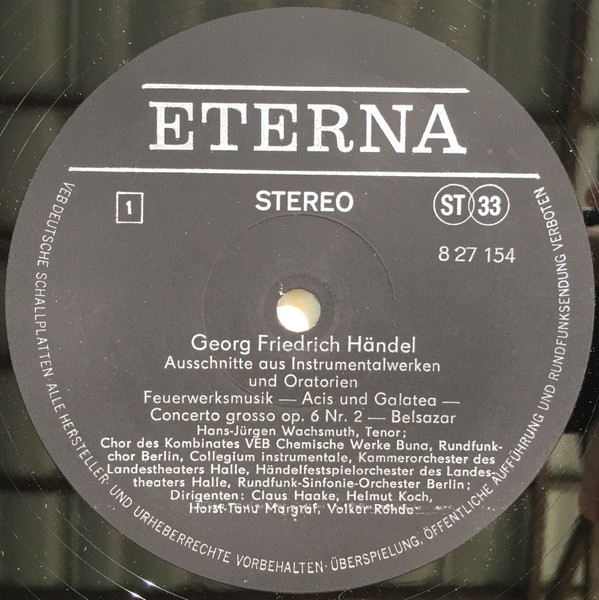 ETERNA
1 STEREO ST 33
8 27 154
Georg Friedrich Händel
Ausschnitte aus Instrumentalwerken
und Oratorien
Feuerwerksmusik — Acis und Galatea —
Concerto grosso op. 6 Nr. 2 — Belsazar
Hans-Jürgen Wachsmuth, Tenor;
Chor des Kombinates VEB Chemische Werke Buna, Rundfunk-
chor Berlin, Collegium instrumentale, Kammerorchester des
Landestheaters Halle, Händelfestspielorchester des Landes-
theaters Halle, Rundfunk-Sinfonie-Orchester Berlin;
Dirigenten: Claus Haake, Helmut Koch,
Horst-Tanu Margraf, Volker Rohde
VEB DEUTSCHE SCHALLPLATTEN · ALLE HERSTELLER- UND URHEBERRECHTE VORBEHALTEN · ÜBERSPIELUNG, ÖFFENTLICHE AUFFÜHRUNG UND RUNDFUNKSENDUNG VERBOTEN